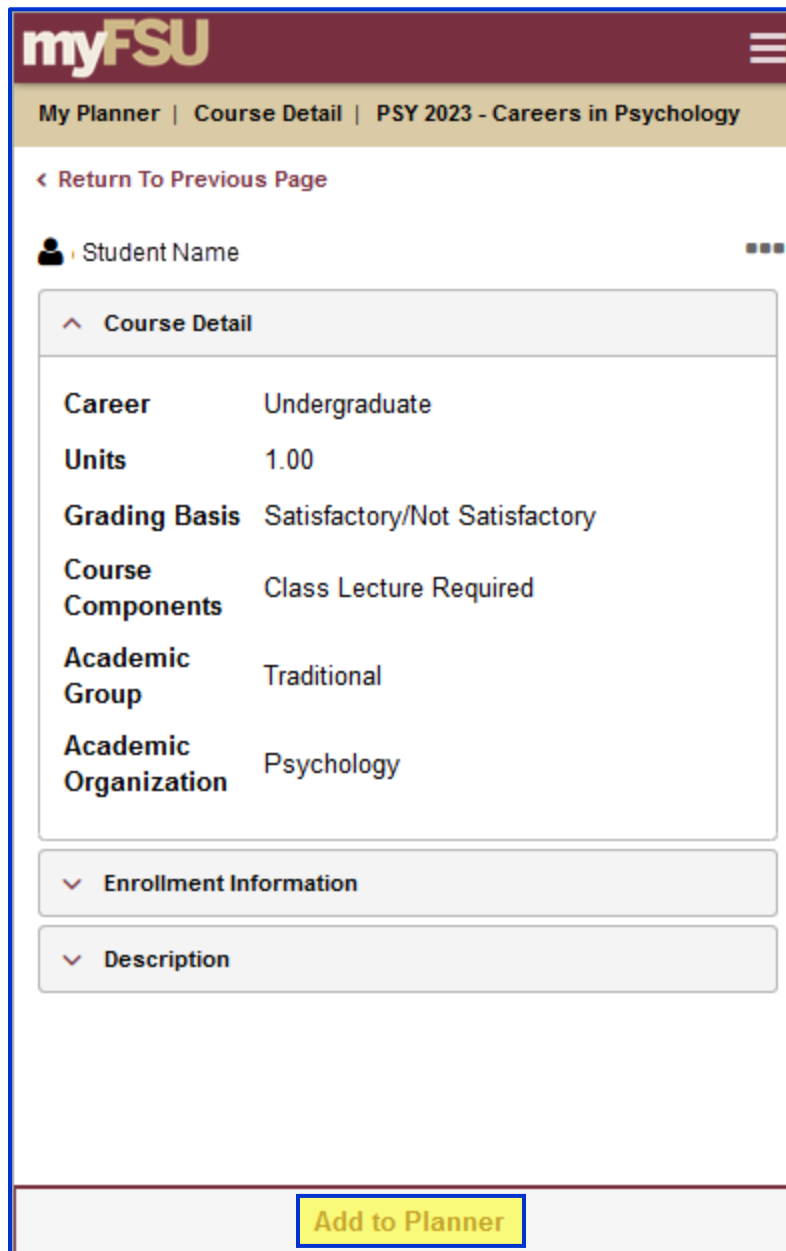 myFSU
My Planner | Course Detail | PSY 2023 - Careers in Psychology
Return To Previous Page
Student Name
Course Detail
Career Undergraduate
Units 1.00
Grading Basis Satisfactory/Not Satisfactory
Course
Components Class Lecture Required
Academic
Group Traditional
Academic
Organization Psychology
Enrollment Information
Description
Add to Planner